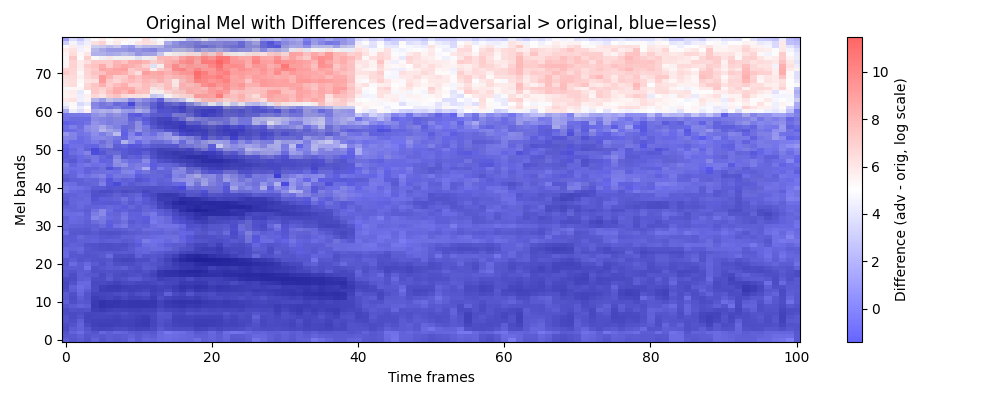 Original Mel with Differences (red=adversarial > original, blue=less)
Mel bands
70
60
50
40
30
20
10
0
0 20 40 60 80 100
Time frames
10
8
6
4
2
0
Difference (adv - orig, log scale)